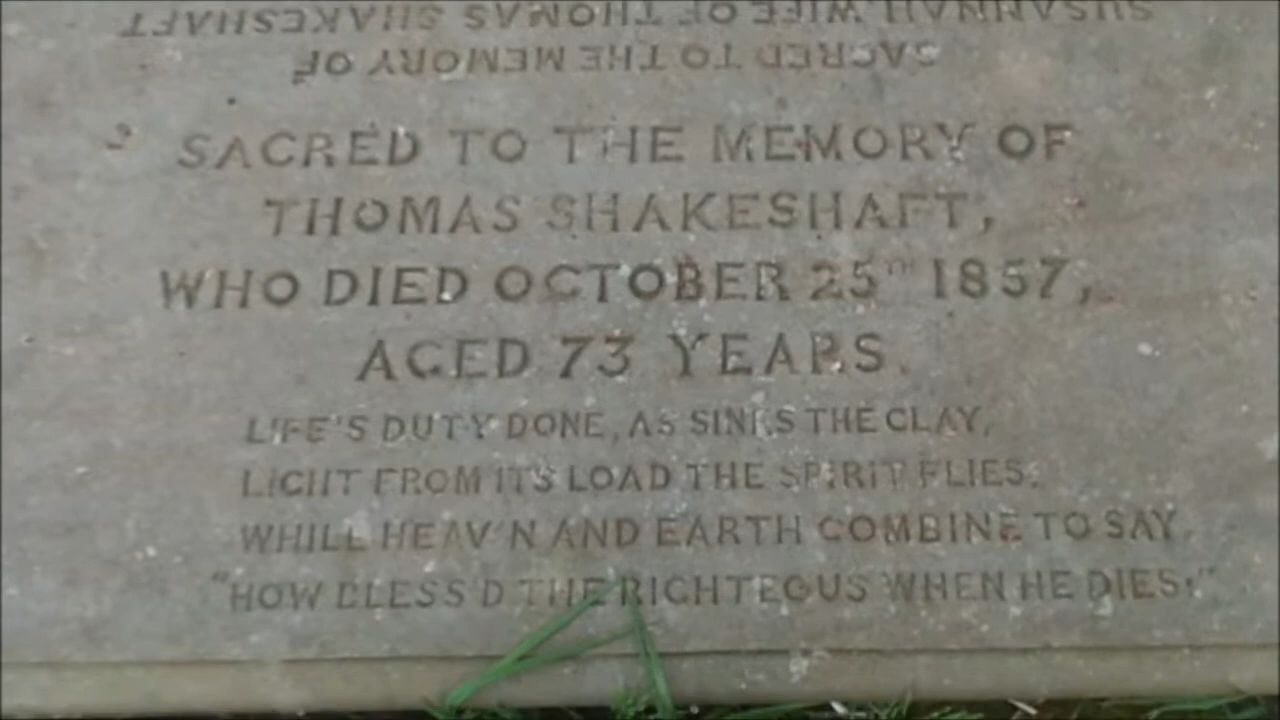 SACRED TO THE MEMORY OF
SUSANNAH, WIFE OF THOMAS SHAKESHAFT
SACRED TO THE MEMORY OF
THOMAS SHAKESHAFT,
WHO DIED OCTOBER 25TH 1857,
AGED 73 YEARS.
LIFE'S DUTY DONE, AS SINKS THE CLAY,
LIGHT FROM ITS LOAD THE SPIRIT FLIES;
WHILE HEAV'N AND EARTH COMBINE TO SAY,
"HOW BLESS'D THE RIGHTEOUS WHEN HE DIES."